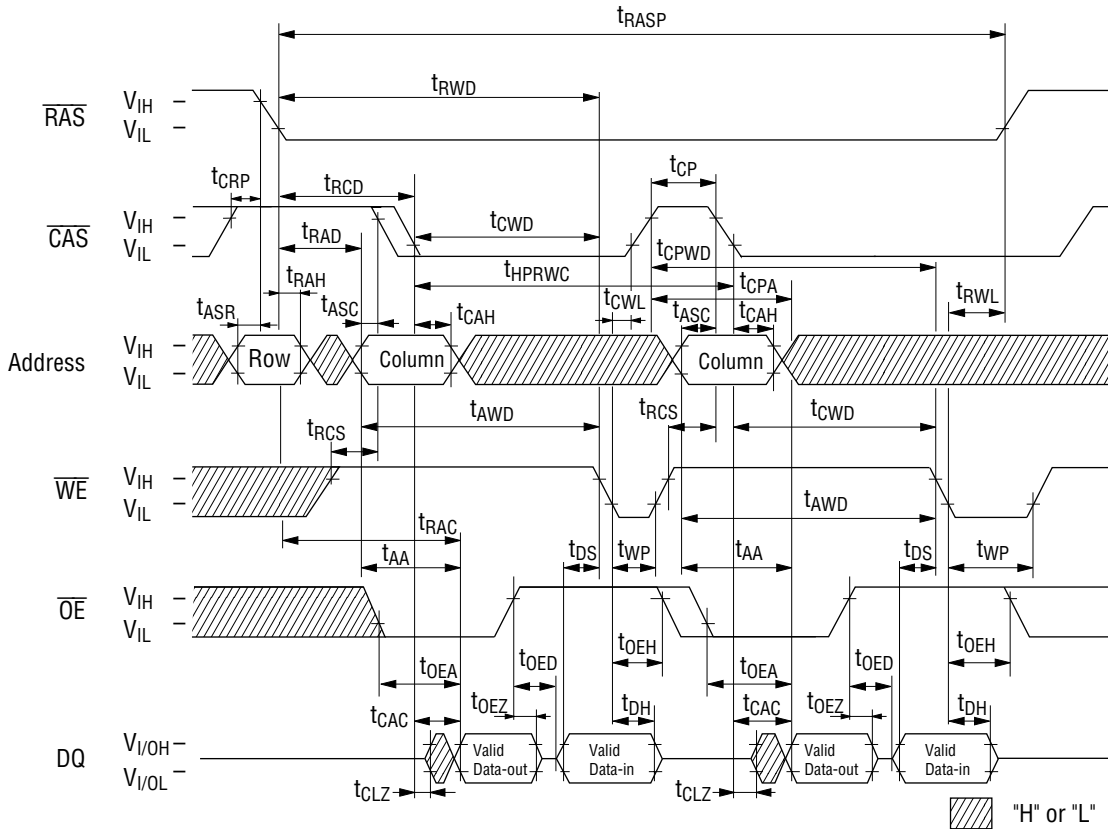 tRASP
RAS VIH VIL tRWD
tCRP tRCD tCP
CAS VIH VIL tRAD tCWD tCPWD
tHPRWC tCPA
tRAH tCWL tRWL
tASR tASC tCAH tASC tCAH
Address VIH VIL Row Column Column
tRCS tAWD tRCS tCWD
WE VIH VIL tAWD
tRAC
tAA tDS tWP tAA tDS tWP
OE VIH VIL
tOEA tOED tOEH tOEA tOED tOEH
tCAC tOEZ tDH tCAC tOEZ tDH
DQ VI/OH VI/OL Valid Data-out Valid Data-in Valid Data-out Valid Data-in
tCLZ tCLZ
"H" or "L"